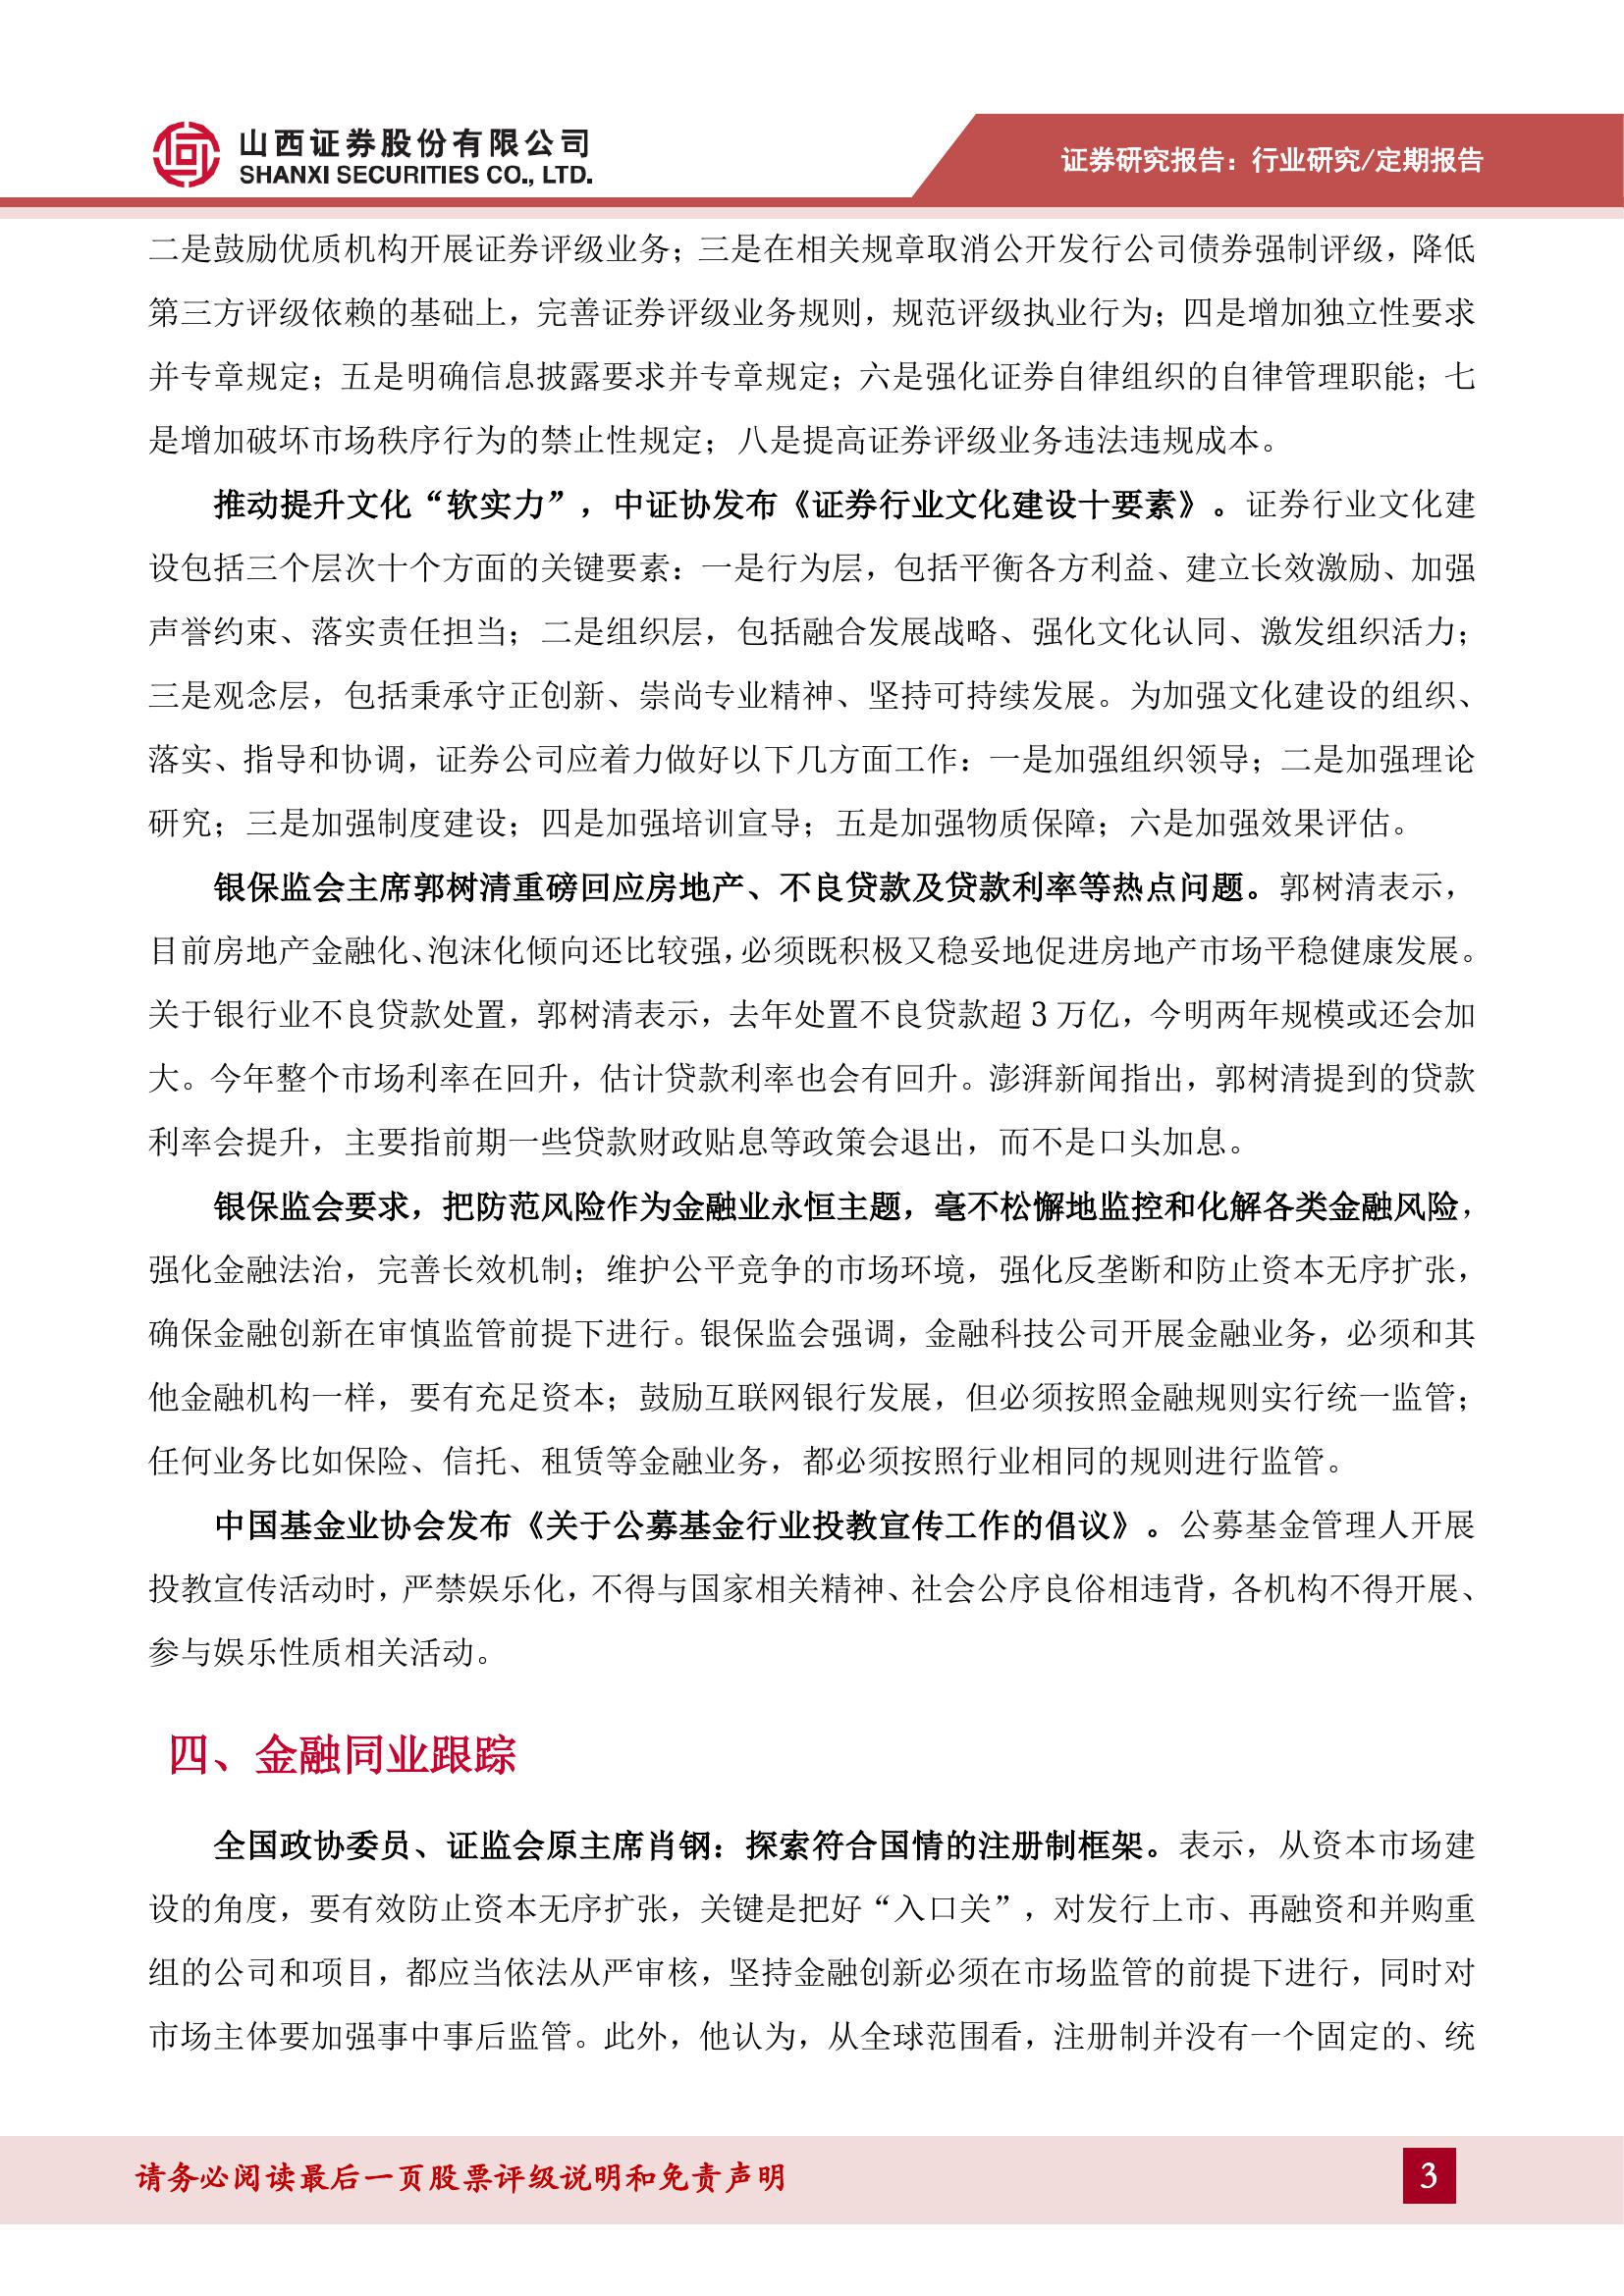 山西证券股份有限公司
SHANXI SECURITIES CO., LTD.
证券研究报告：行业研究/定期报告
二是鼓励优质机构开展证券评级业务；三是在相关规章取消公开发行公司债券强制评级，降低
第三方评级依赖的基础上，完善证券评级业务规则，规范评级执业行为；四是增加独立性要求
并专章规定；五是明确信息披露要求并专章规定；六是强化证券自律组织的自律管理职能；七
是增加破坏市场秩序行为的禁止性规定；八是提高证券评级业务违法违规成本。
推动提升文化“软实力”，中证协发布《证券行业文化建设十要素》。证券行业文化建
设包括三个层次十个方面的关键要素：一是行为层，包括平衡各方利益、建立长效激励、加强
声誉约束、落实责任担当；二是组织层，包括融合发展战略、强化文化认同、激发组织活力；
三是观念层，包括秉承守正创新、崇尚专业精神、坚持可持续发展。为加强文化建设的组织、
落实、指导和协调，证券公司应着力做好以下几方面工作：一是加强组织领导；二是加强理论
研究；三是加强制度建设；四是加强培训宣导；五是加强物质保障；六是加强效果评估。
银保监会主席郭树清重磅回应房地产、不良贷款及贷款利率等热点问题。郭树清表示，
目前房地产金融化、泡沫化倾向还比较强，必须既积极又稳妥地促进房地产市场平稳健康发展。
关于银行业不良贷款处置，郭树清表示，去年处置不良贷款超 3 万亿，今明两年规模或还会加
大。今年整个市场利率在回升，估计贷款利率也会有回升。澎湃新闻指出，郭树清提到的贷款
利率会提升，主要指前期一些贷款财政贴息等政策会退出，而不是口头加息。
银保监会要求，把防范风险作为金融业永恒主题，毫不松懈地监控和化解各类金融风险，
强化金融法治，完善长效机制；维护公平竞争的市场环境，强化反垄断和防止资本无序扩张，
确保金融创新在审慎监管前提下进行。银保监会强调，金融科技公司开展金融业务，必须和其
他金融机构一样，要有充足资本；鼓励互联网银行发展，但必须按照金融规则实行统一监管；
任何业务比如保险、信托、租赁等金融业务，都必须按照行业相同的规则进行监管。
中国基金业协会发布《关于公募基金行业投教宣传工作的倡议》。公募基金管理人开展
投教宣传活动时，严禁娱乐化，不得与国家相关精神、社会公序良俗相违背，各机构不得开展、
参与娱乐性质相关活动。
四、金融同业跟踪
全国政协委员、证监会原主席肖钢：探索符合国情的注册制框架。表示，从资本市场建
设的角度，要有效防止资本无序扩张，关键是把好“入口关”，对发行上市、再融资和并购重
组的公司和项目，都应当依法从严审核，坚持金融创新必须在市场监管的前提下进行，同时对
市场主体要加强事中事后监管。此外，他认为，从全球范围看，注册制并没有一个固定的、统
请务必阅读最后一页股票评级说明和免责声明
3